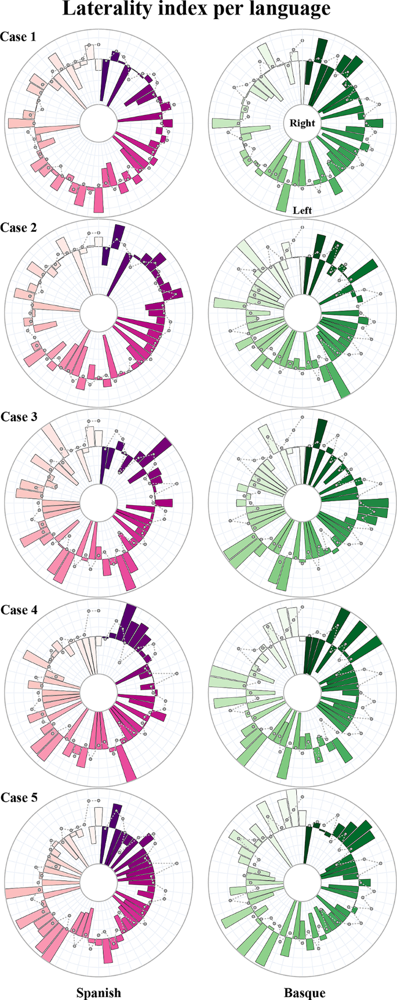 Laterality index per language
Case 1
Right
Left
Case 2
Case 3
Case 4
Case 5
Spanish
Basque